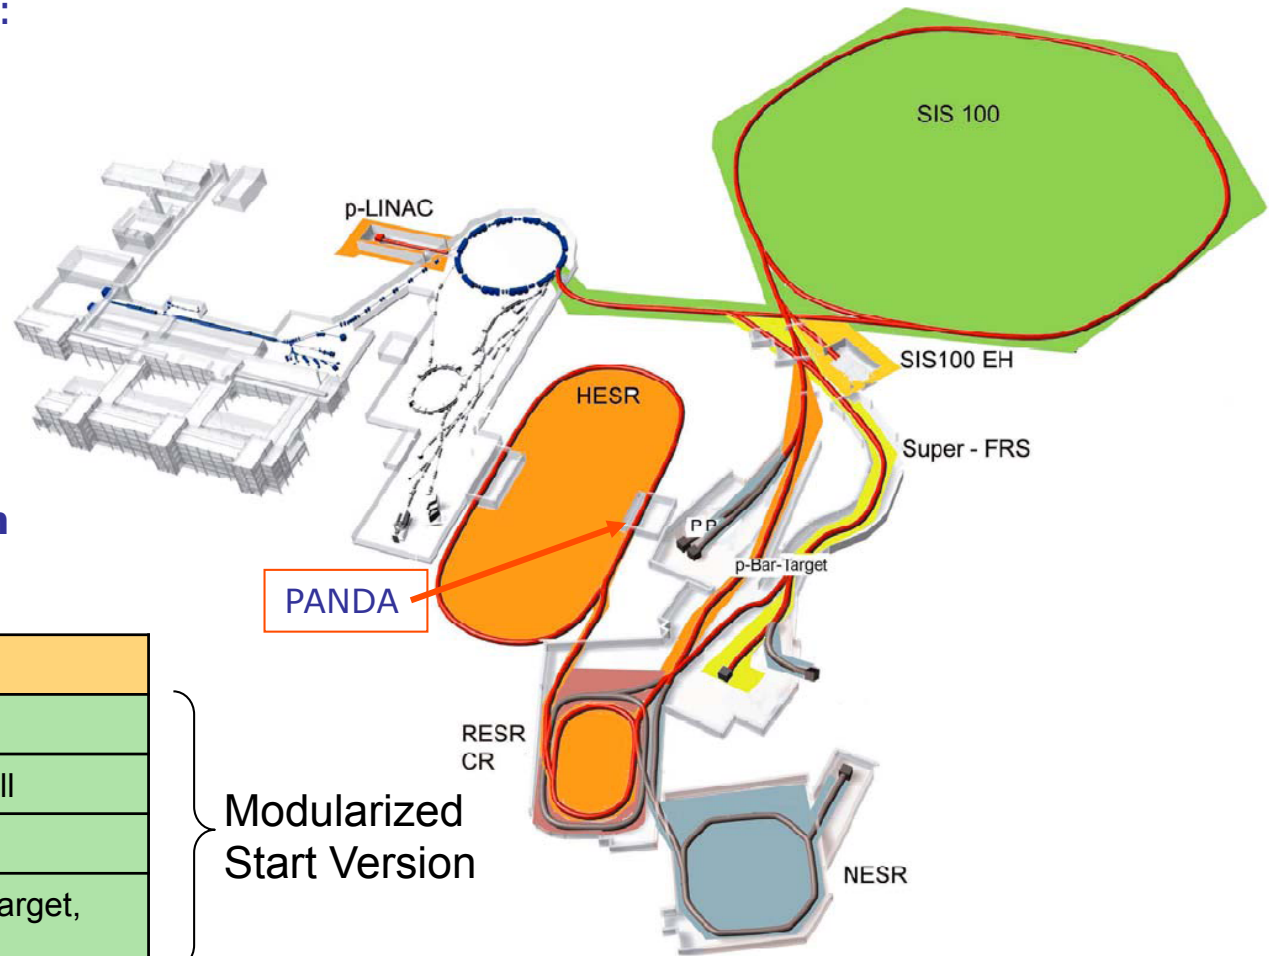 :
SIS 100
p-LINAC
SIS100 EH
HESR
Super - FRS
n
PP
p-Bar-Target
PANDA
RESR
CR
ll
Modularized
Start Version
arget,
NESR